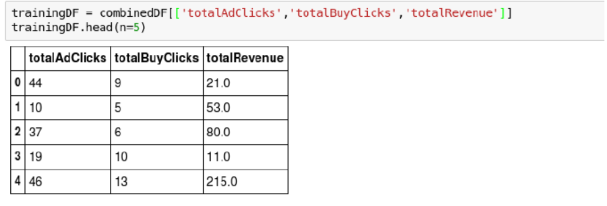 trainingDF = combinedDF[['totalAdClicks','totalBuyClicks','totalRevenue']]
trainingDF.head(n=5)
totalAdClicks totalBuyClicks totalRevenue
0 44 9 21.0
1 10 5 53.0
2 37 6 80.0
3 19 10 11.0
4 46 13 215.0